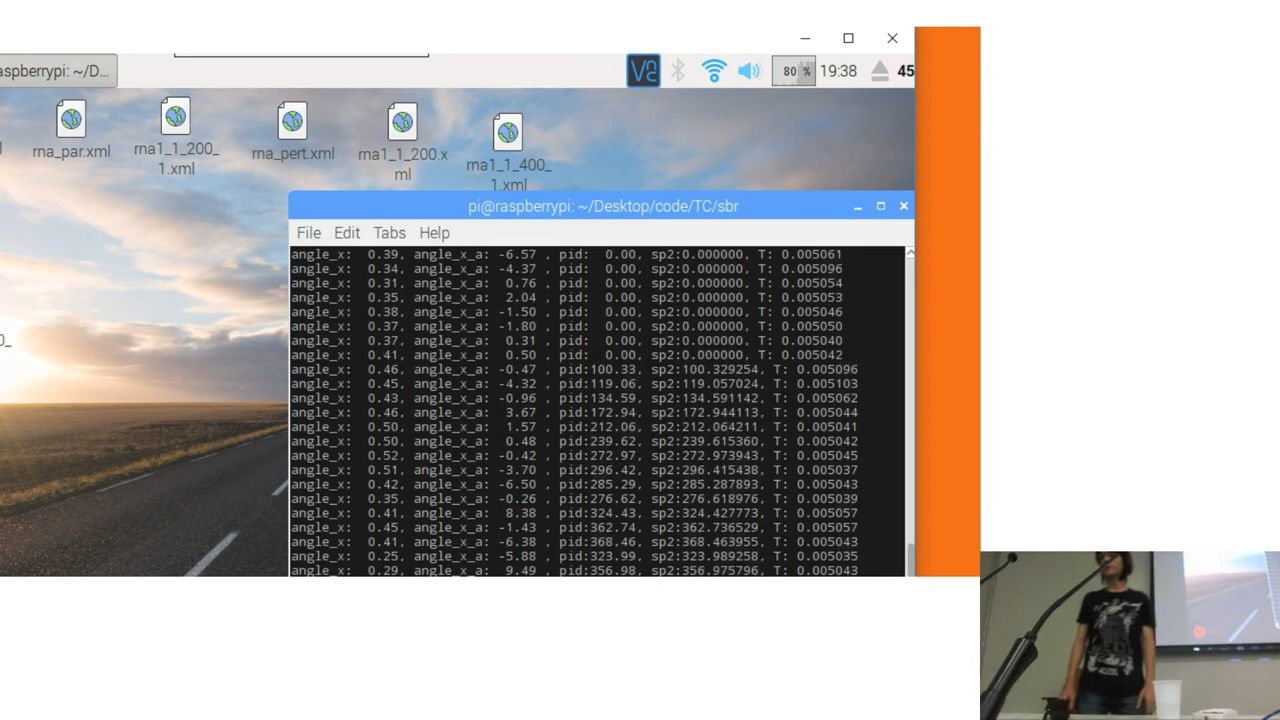 aspberrypi: ~/D...
80 %
19:38
45
rna_par.xml
rna1_1_200_
1.xml
rna_pert.xml
rna1_1_200.x
ml
rna1_1_400_
1.xml
pi@raspberrypi: ~/Desktop/code/TC/sbr
File Edit Tabs Help
angle_x: 0.39, angle_x_a: -6.57 , pid: 0.00, sp2:0.000000, T: 0.005061
angle_x: 0.34, angle_x_a: -4.37 , pid: 0.00, sp2:0.000000, T: 0.005096
angle_x: 0.31, angle_x_a: 0.76 , pid: 0.00, sp2:0.000000, T: 0.005054
angle_x: 0.35, angle_x_a: 2.04 , pid: 0.00, sp2:0.000000, T: 0.005053
angle_x: 0.38, angle_x_a: -1.50 , pid: 0.00, sp2:0.000000, T: 0.005046
angle_x: 0.37, angle_x_a: -1.80 , pid: 0.00, sp2:0.000000, T: 0.005050
angle_x: 0.37, angle_x_a: 0.31 , pid: 0.00, sp2:0.000000, T: 0.005040
angle_x: 0.41, angle_x_a: 0.50 , pid: 0.00, sp2:0.000000, T: 0.005042
angle_x: 0.46, angle_x_a: -0.47 , pid:100.33, sp2:100.329254, T: 0.005096
angle_x: 0.45, angle_x_a: -4.32 , pid:119.06, sp2:119.057024, T: 0.005103
angle_x: 0.43, angle_x_a: -0.96 , pid:134.59, sp2:134.591142, T: 0.005062
angle_x: 0.46, angle_x_a: 3.67 , pid:172.94, sp2:172.944113, T: 0.005044
angle_x: 0.50, angle_x_a: 1.57 , pid:212.06, sp2:212.064211, T: 0.005041
angle_x: 0.50, angle_x_a: 0.48 , pid:239.62, sp2:239.615360, T: 0.005042
angle_x: 0.52, angle_x_a: -0.42 , pid:272.97, sp2:272.973943, T: 0.005045
angle_x: 0.51, angle_x_a: -3.70 , pid:296.42, sp2:296.415438, T: 0.005037
angle_x: 0.42, angle_x_a: -6.50 , pid:285.29, sp2:285.287893, T: 0.005043
angle_x: 0.35, angle_x_a: -0.26 , pid:276.62, sp2:276.618976, T: 0.005039
angle_x: 0.41, angle_x_a: 8.38 , pid:324.43, sp2:324.427773, T: 0.005057
angle_x: 0.45, angle_x_a: -1.43 , pid:362.74, sp2:362.736529, T: 0.005057
angle_x: 0.41, angle_x_a: -6.38 , pid:368.46, sp2:368.463955, T: 0.005043
angle_x: 0.25, angle_x_a: -5.88 , pid:323.99, sp2:323.989258, T: 0.005035
angle_x: 0.29, angle_x_a: 9.49 , pid:356.98, sp2:356.975796, T: 0.005043